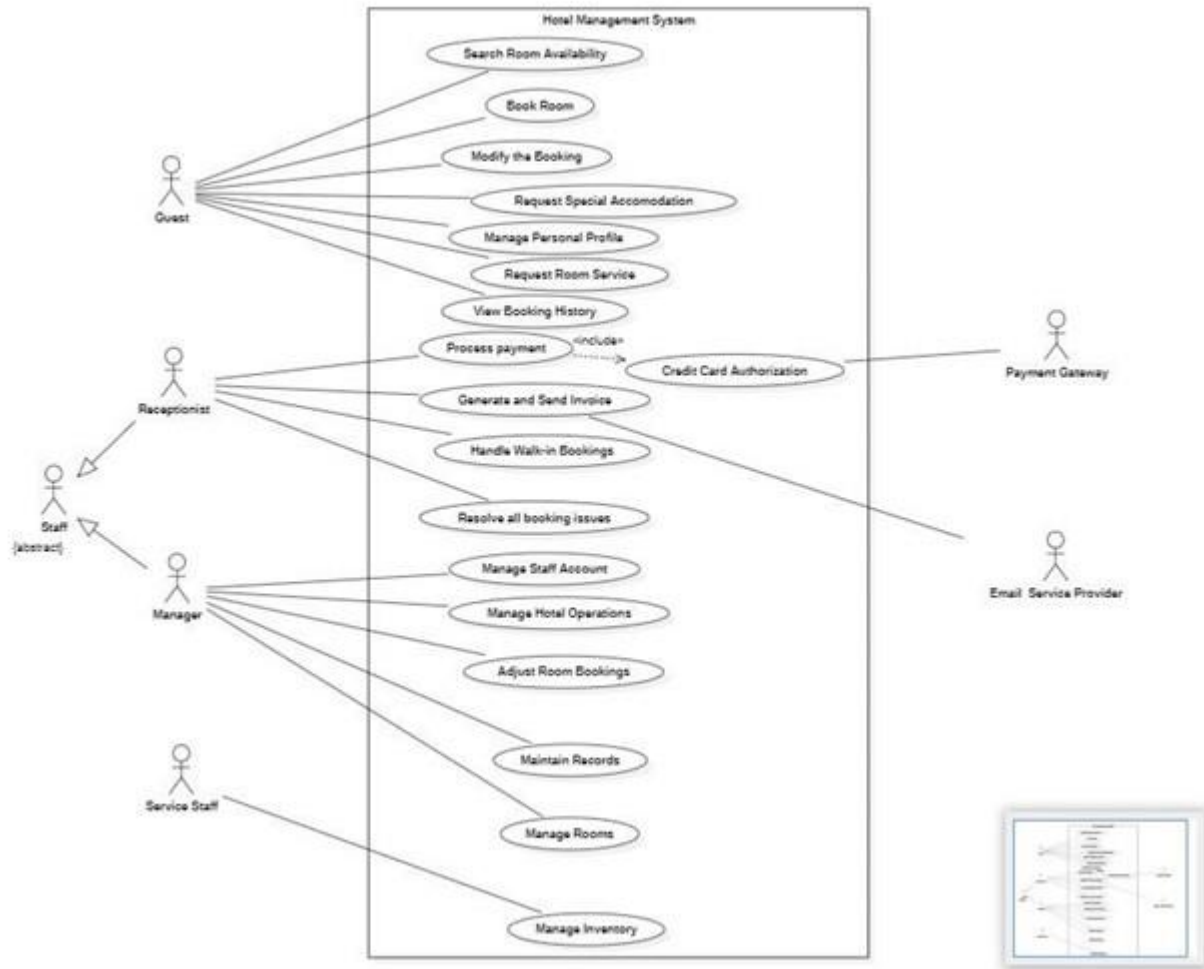 Hotel Management System
Search Room Availability
Book Room
Modify the Booking
Guest
Request Special Accomodation
Manage Personal Profile
Request Room Service
View Booking History
Process payment
«include»
Credit Card Authorization
Payment Gateway
Receptionist
Generate and Send Invoice
Handle Walk-in Bookings
Staff
{abstract}
Resolve all booking issues
Manage Staff Account
Manager
Manage Hotel Operations
Email Service Provider
Adjust Room Bookings
Maintain Records
Service Staff
Manage Rooms
Manage Inventory